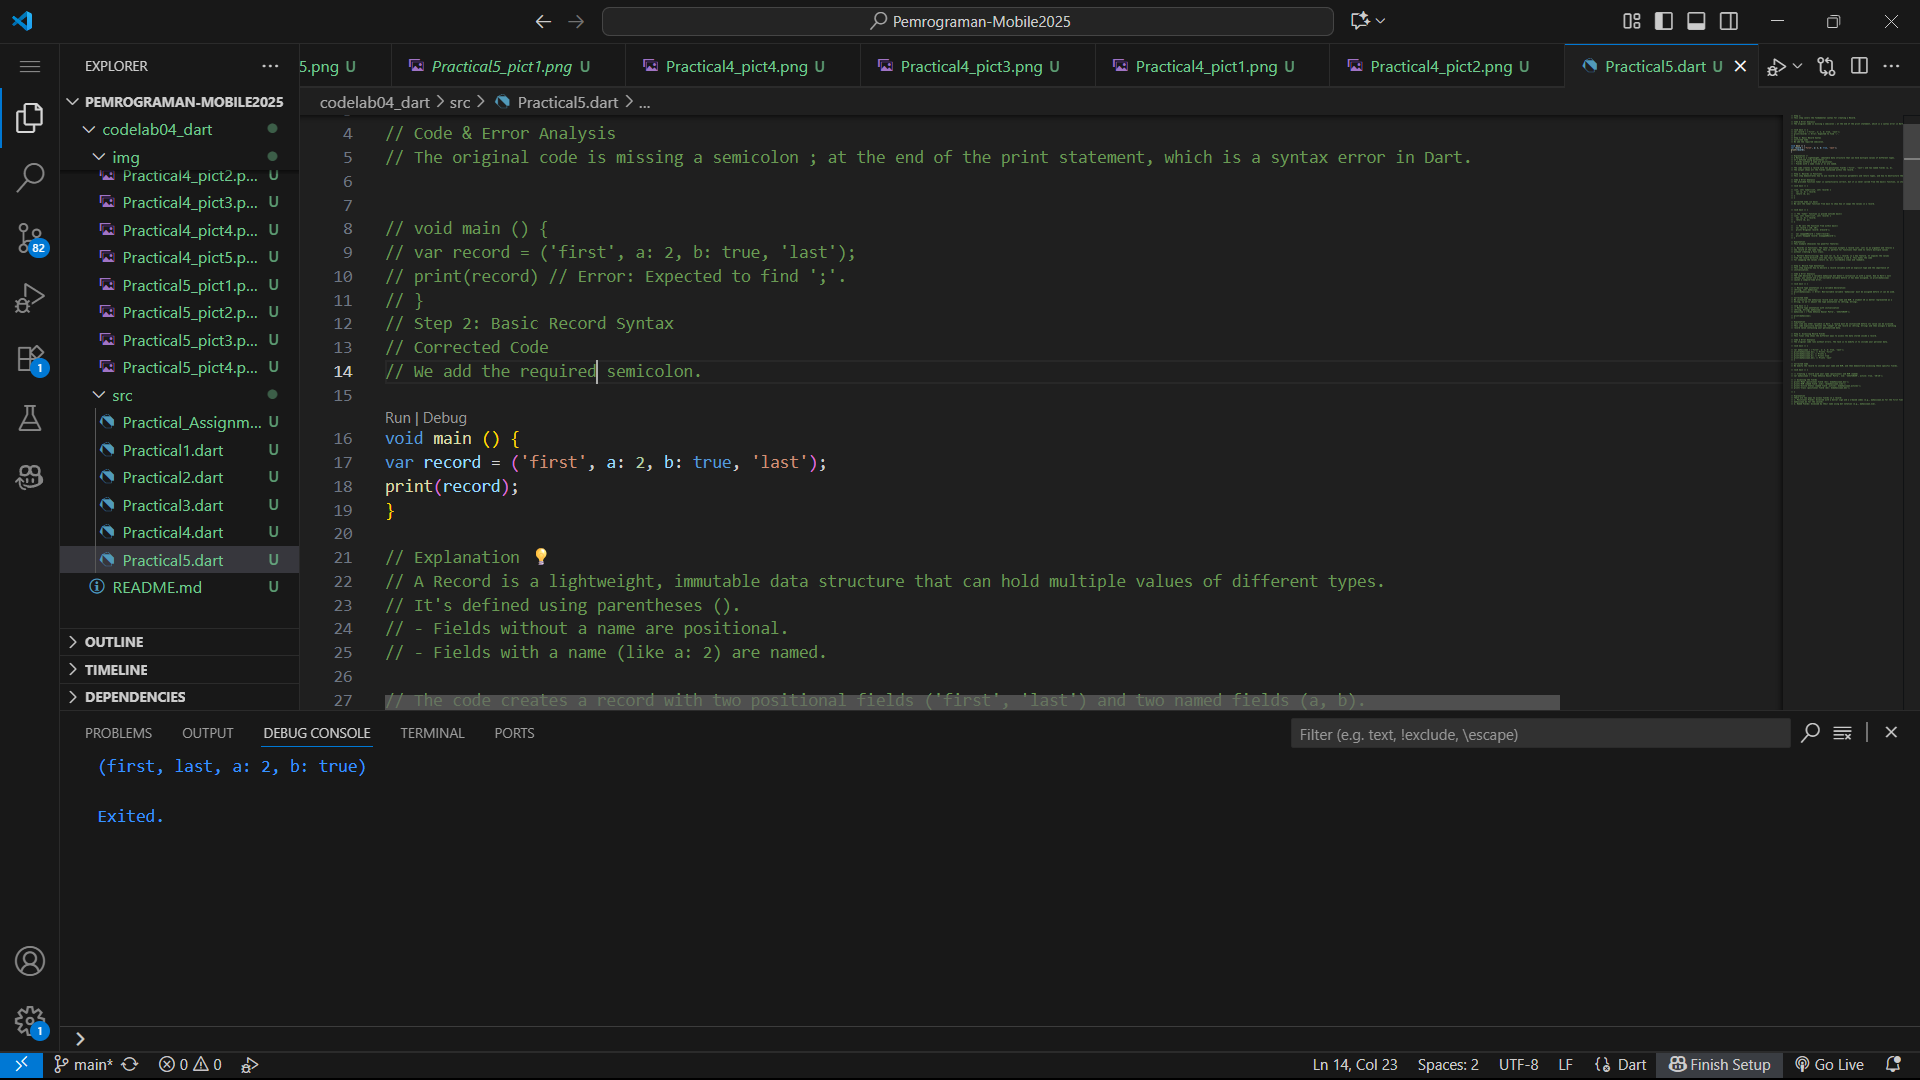 Pemrograman-Mobile2025
EXPLORER
5.png U
Practical5_pict1.png U
Practical4_pict4.png U
Practical4_pict3.png U
Practical4_pict1.png U
Practical4_pict2.png U
Practical5.dart U
PEMROGRAMAN-MOBILE2025
codelab04_dart
img
Practical4_pict2.p... U
Practical4_pict3.p... U
Practical4_pict4.p... U
Practical4_pict5.p... U
Practical5_pict1.p... U
Practical5_pict2.p... U
Practical5_pict3.p... U
Practical5_pict4.p... U
src
Practical_Assignm... U
Practical1.dart U
Practical2.dart U
Practical3.dart U
Practical4.dart U
Practical5.dart U
README.md U
OUTLINE
TIMELINE
DEPENDENCIES
82
1
1
codelab04_dart > src > Practical5.dart > ...
4 // Code & Error Analysis
5 // The original code is missing a semicolon ; at the end of the print statement, which is a syntax error in Dart.
6
7
8 // void main () {
9 // var record = ('first', a: 2, b: true, 'last');
10 // print(record) // Error: Expected to find ';'.
11 // }
12 // Step 2: Basic Record Syntax
13 // Corrected Code
14 // We add the required semicolon.
15
Run | Debug
16 void main () {
17 var record = ('first', a: 2, b: true, 'last');
18 print(record);
19 }
20
21 // Explanation 💡
22 // A Record is a lightweight, immutable data structure that can hold multiple values of different types.
23 // It's defined using parentheses ().
24 // - Fields without a name are positional.
25 // - Fields with a name (like a: 2) are named.
26
27 // The code creates a record with two positional fields ('first', 'last') and two named fields (a, b).
PROBLEMS OUTPUT DEBUG CONSOLE TERMINAL PORTS
Filter (e.g. text, !exclude, \escape)
(first, last, a: 2, b: true)
Exited.
main* 0 0
Ln 14, Col 23 Spaces: 2 UTF-8 LF Dart Finish Setup Go Live